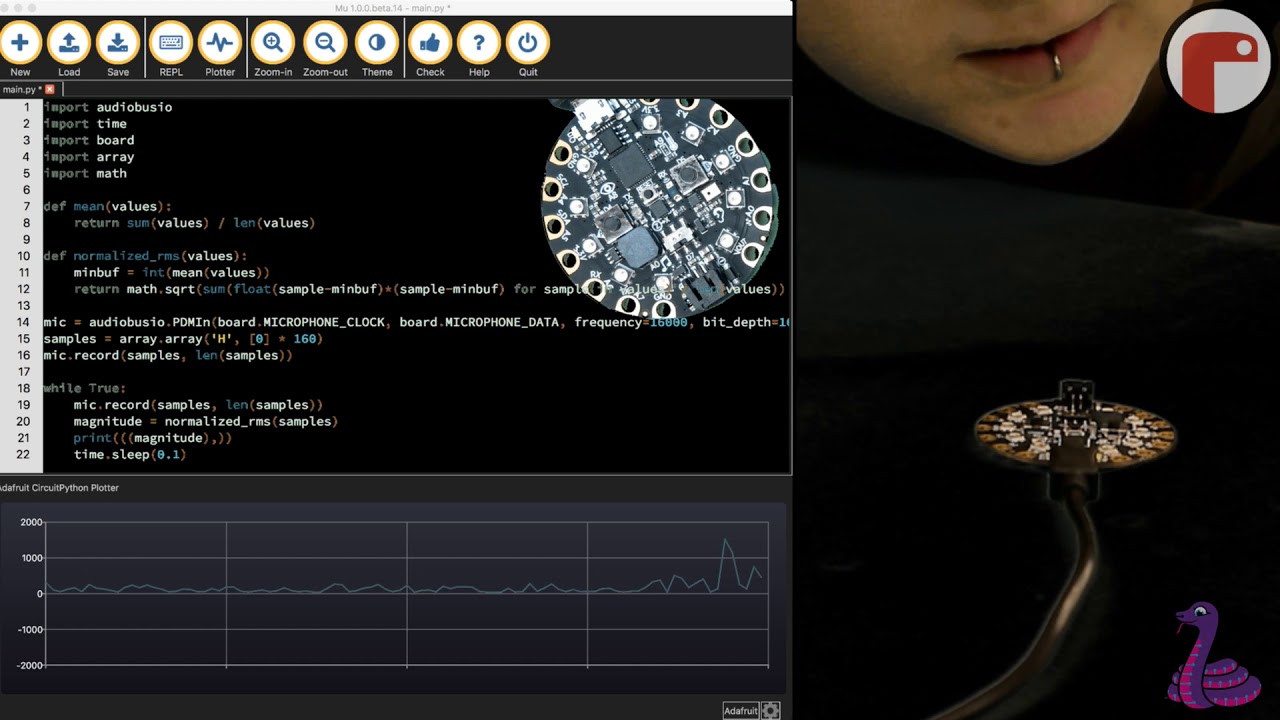 Mu 1.0.0.beta.14 - main.py *
New Load Save REPL Plotter Zoom-in Zoom-out Theme Check Help Quit
main.py *
1 import audiobusio
2 import time
3 import board
4 import array
5 import math
6
7 def mean(values):
8 return sum(values) / len(values)
9
10 def normalized_rms(values):
11 minbuf = int(mean(values))
12 return math.sqrt(sum(float(sample-minbuf)*(sample-minbuf) for sample in values) / len(values))
13
14 mic = audiobusio.PDMIn(board.MICROPHONE_CLOCK, board.MICROPHONE_DATA, frequency=16000, bit_depth=16
15 samples = array.array('H', [0] * 160)
16 mic.record(samples, len(samples))
17
18 while True:
19 mic.record(samples, len(samples))
20 magnitude = normalized_rms(samples)
21 print(((magnitude),))
22 time.sleep(0.1)
Adafruit CircuitPython Plotter
2000
1000
0
-1000
-2000
Adafruit